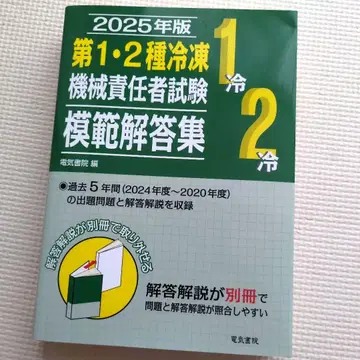 2025年版
第1・2種冷凍
機械責任者試験
模範解答集
1冷
2冷
電気書院 編
●過去5年間(2024年度～2020年度)
の出題問題と解答解説を収録
解答解説が別冊で取り外せる
解答解説が別冊で
問題と解答解説が照合しやすい
電気書院